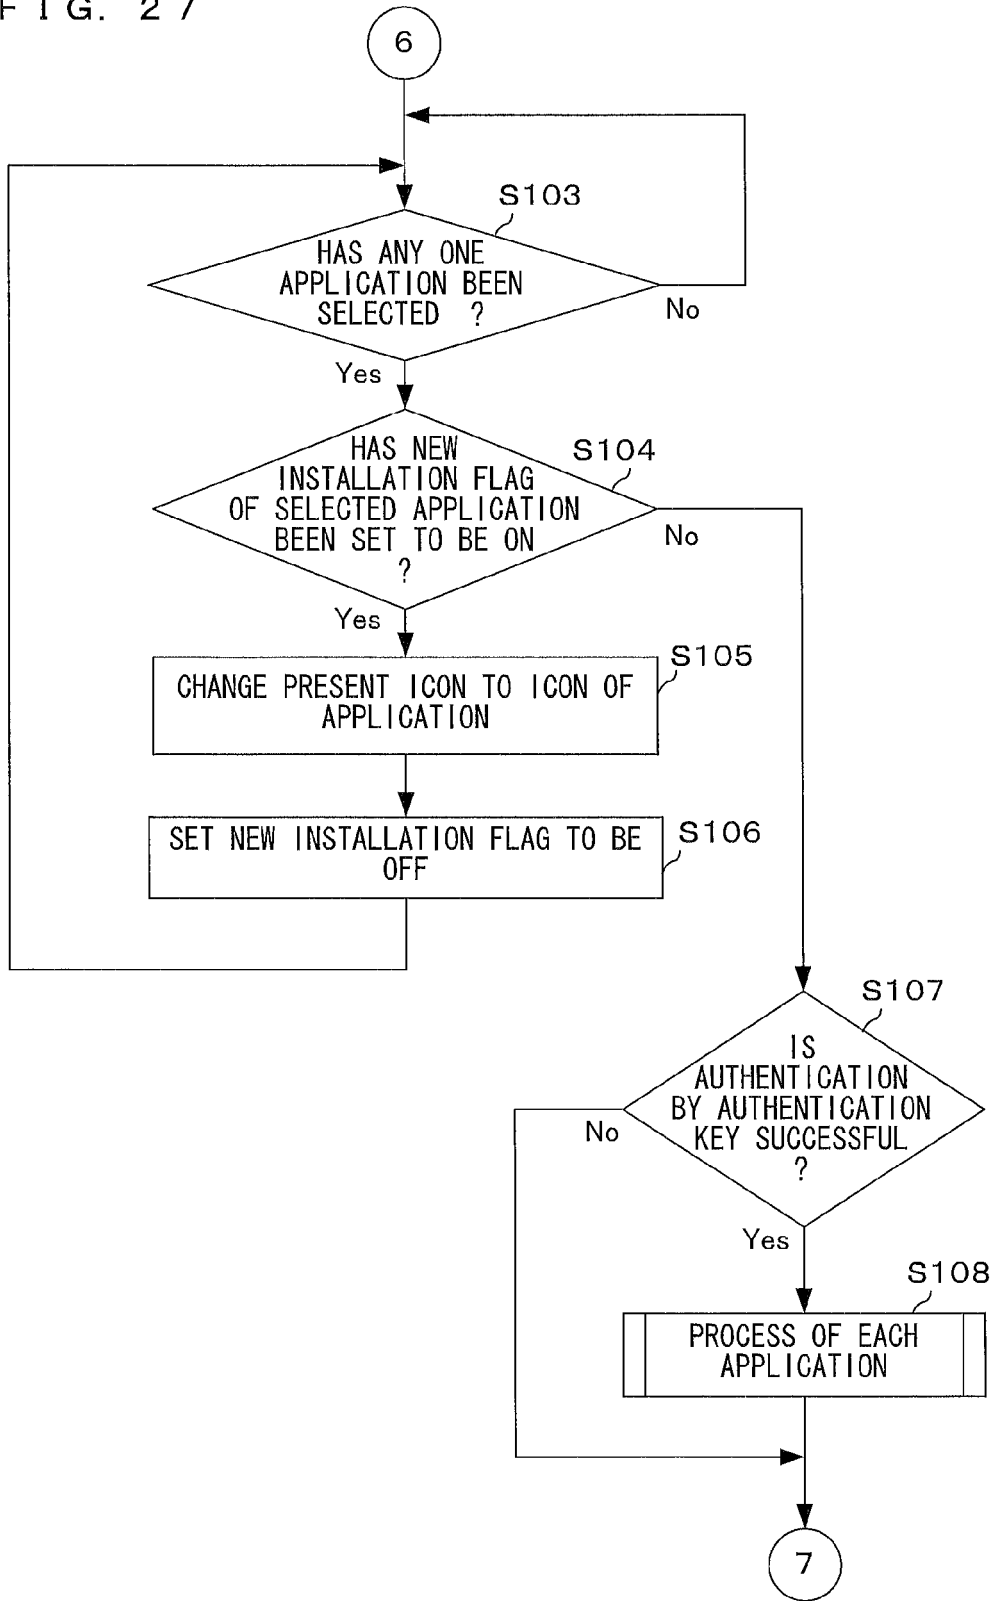 FIG. 27
6
S103
HAS ANY ONE
APPLICATION BEEN
SELECTED ?
No
Yes
S104
HAS NEW
INSTALLATION FLAG
OF SELECTED APPLICATION
BEEN SET TO BE ON
?
No
Yes
S105
CHANGE PRESENT ICON TO ICON OF
APPLICATION
S106
SET NEW INSTALLATION FLAG TO BE
OFF
S107
IS
AUTHENTICATION
BY AUTHENTICATION
KEY SUCCESSFUL
?
No
Yes
S108
PROCESS OF EACH
APPLICATION
7